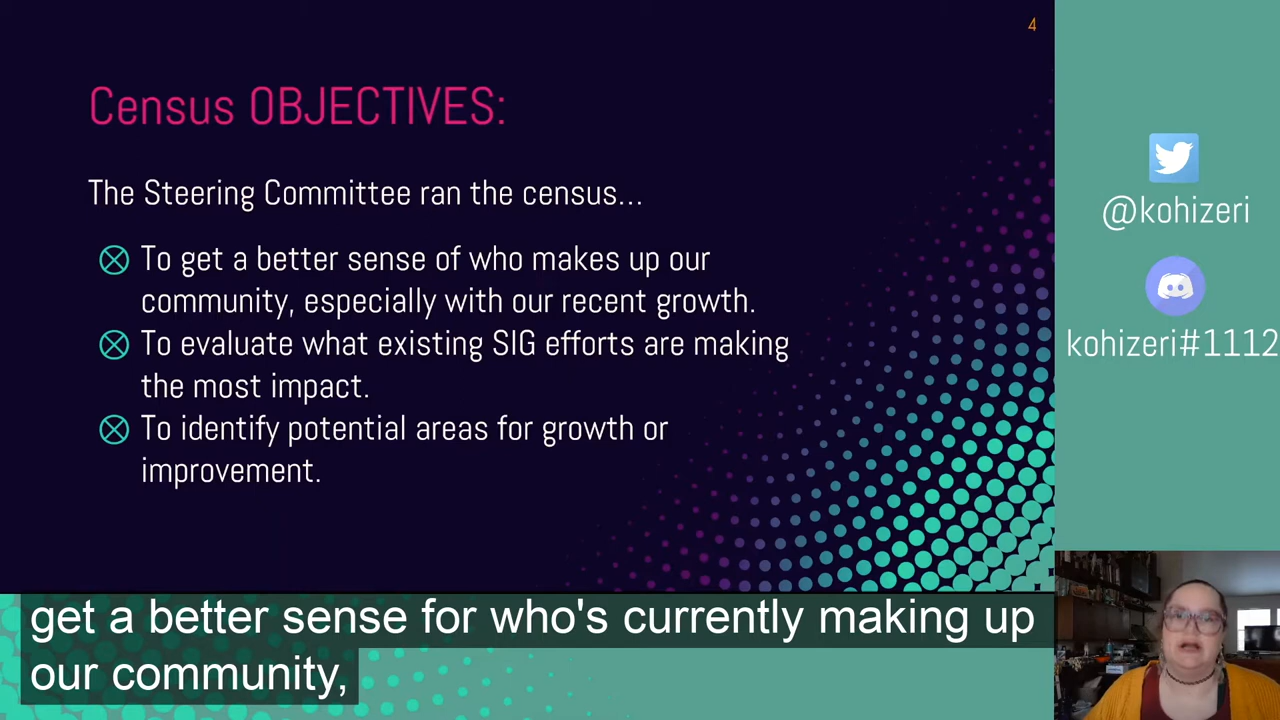 4
Census OBJECTIVES:
The Steering Committee ran the census...
To get a better sense of who makes up our
community, especially with our recent growth.
To evaluate what existing SIG efforts are making
the most impact.
To identify potential areas for growth or
improvement.
@kohizeri
kohizeri#1112
get a better sense for who's currently making up
our community,